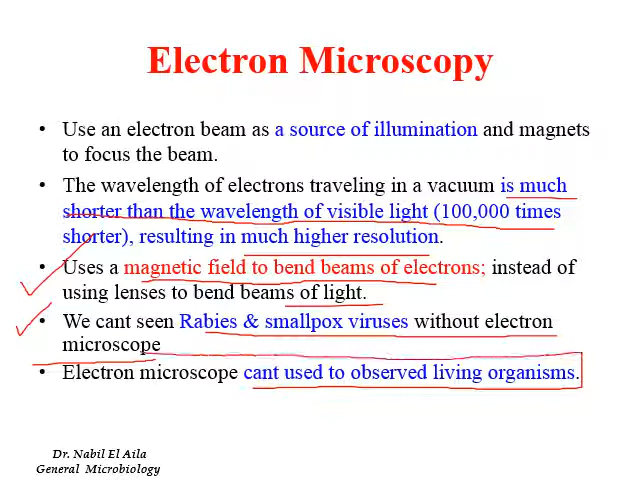 Electron Microscopy
• Use an electron beam as a source of illumination and magnets
to focus the beam.
• The wavelength of electrons traveling in a vacuum is much
shorter than the wavelength of visible light (100,000 times
shorter), resulting in much higher resolution.
• Uses a magnetic field to bend beams of electrons; instead of
using lenses to bend beams of light.
• We cant seen Rabies & smallpox viruses without electron
microscope
• Electron microscope cant used to observed living organisms.
Dr. Nabil El Aila
General Microbiology